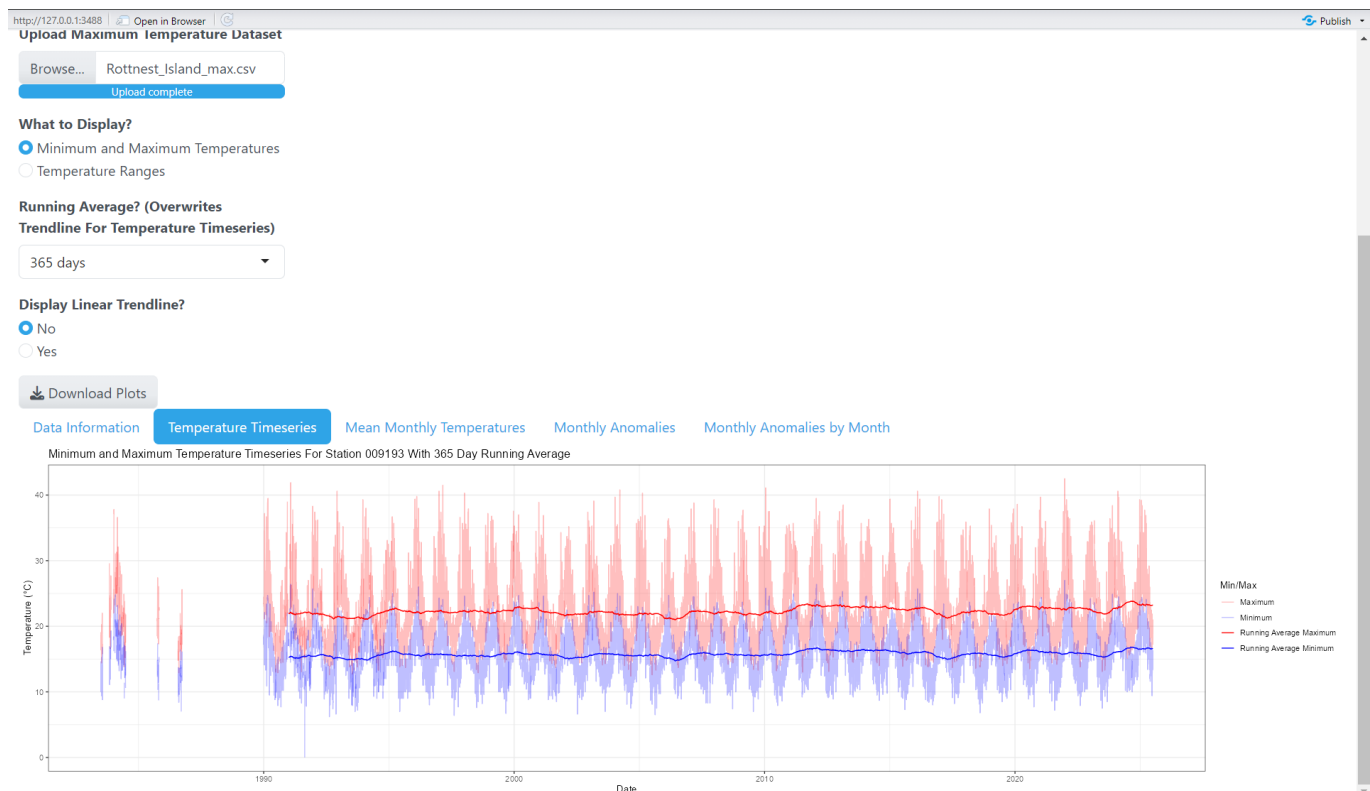 http://127.0.0.1:3488 Open in Browser Publish
Upload Maximum Temperature Dataset
Browse... Rottnest_Island_max.csv
Upload complete
What to Display?
Minimum and Maximum Temperatures
Temperature Ranges
Running Average? (Overwrites
Trendline For Temperature Timeseries)
365 days
Display Linear Trendline?
No
Yes
Download Plots
Data Information Temperature Timeseries Mean Monthly Temperatures Monthly Anomalies Monthly Anomalies by Month
Minimum and Maximum Temperature Timeseries For Station 009193 With 365 Day Running Average
40
30
20
10
0
Temperature (°C)
1990 2000 2010 2020
Date
Min/Max
Maximum
Minimum
Running Average Maximum
Running Average Minimum